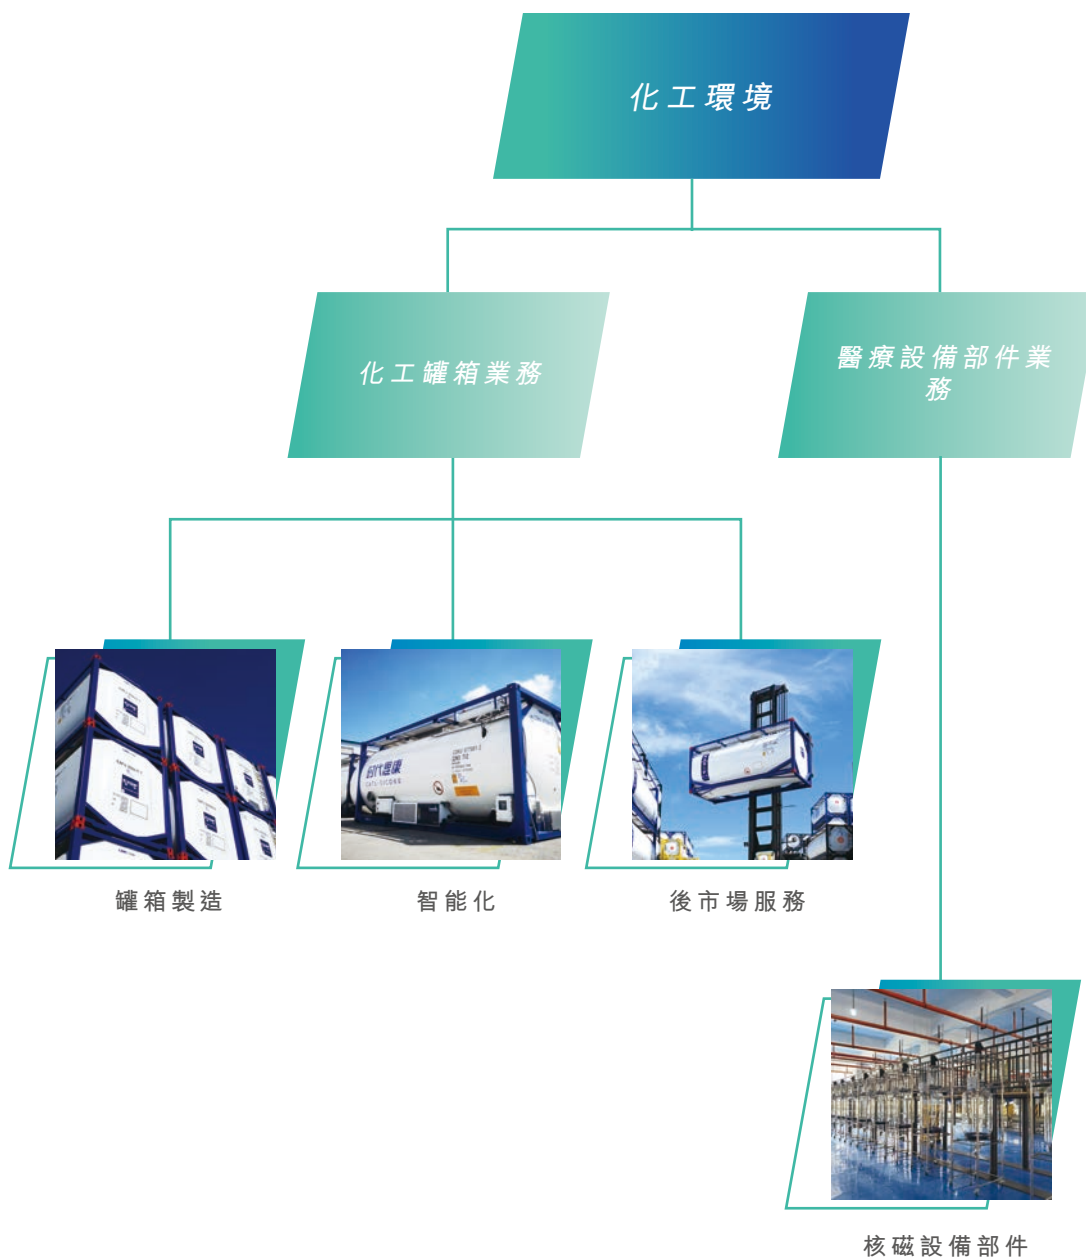 化工環境
化工罐箱業務
醫療設備部件業
務
罐箱製造
智能化
後市場服務
核磁設備部件